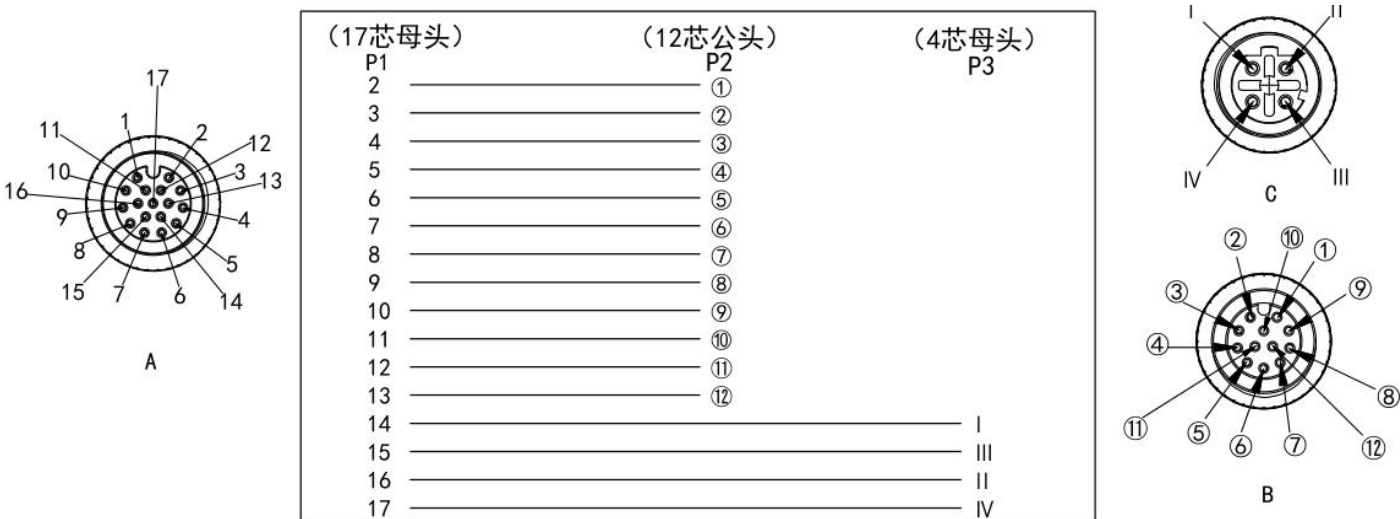 (17芯母头) (12芯公头) (4芯母头)
P1 P2 P3
2 ①
3 ②
4 ③
5 ④
6 ⑤
7 ⑥
8 ⑦
9 ⑧
10 ⑨
11 ⑩
12 ⑪
13 ⑫
14 I
15 III
16 II
17 IV
17
1 2
11 12
10 3
16 13
9 4
8 5
15 7 6 14
A
I II
IV III
C
② ⑩ ①
③ ⑨
④
⑧
⑪ ⑤ ⑥ ⑦ ⑫
B